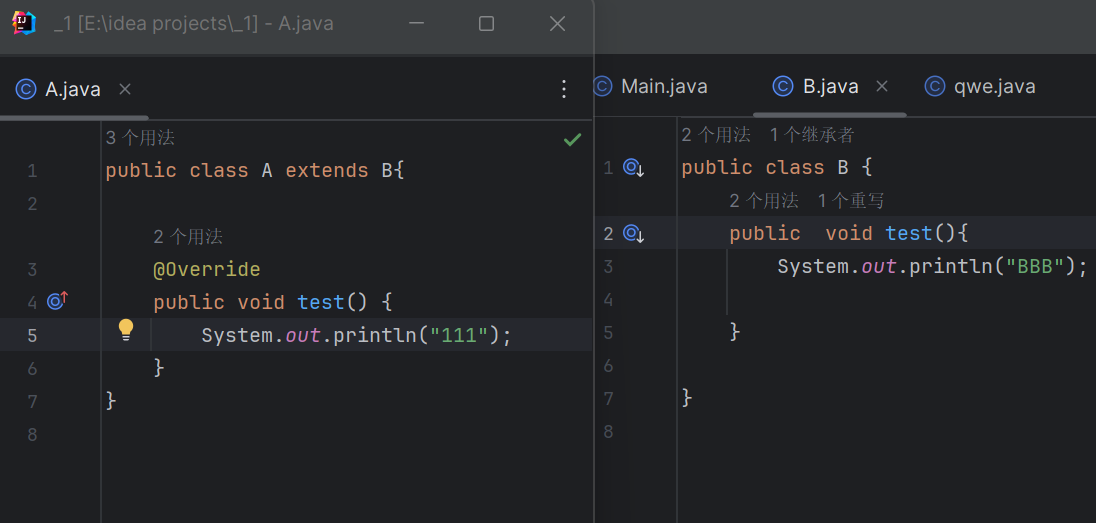 _1 [E:\idea projects\_1] - A.java
A.java
3 个用法
1 public class A extends B{
2
2 个用法
3 @Override
4 public void test() {
5 System.out.println("111");
6 }
7 }
8
Main.java B.java qwe.java
2 个用法 1 个继承者
1 public class B {
2 个用法 1 个重写
2 public  void test(){
3 System.out.println("BBB");
4
5 }
6
7 }
8